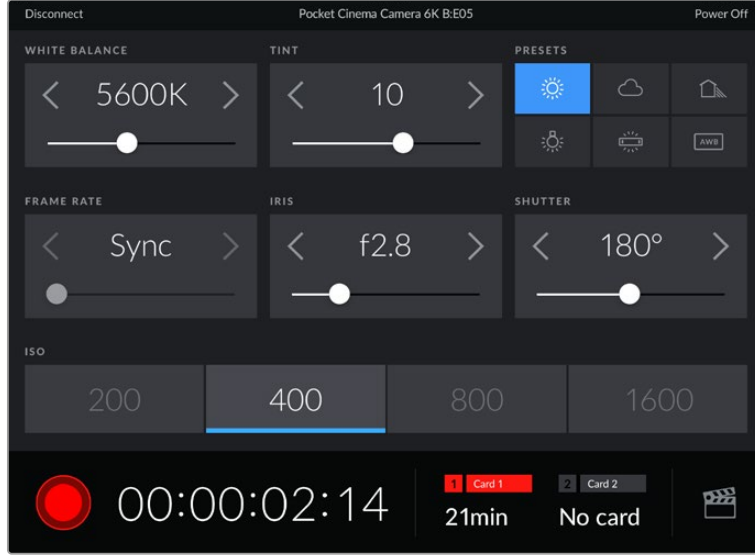 Disconnect Pocket Cinema Camera 6K B:E05 Power Off
WHITE BALANCE TINT PRESETS
5600K 10
AWB
FRAME RATE IRIS SHUTTER
Sync f2.8 180°
ISO
200 400 800 1600
1 Card 1 2 Card 2
00:00:02:14 21min No card